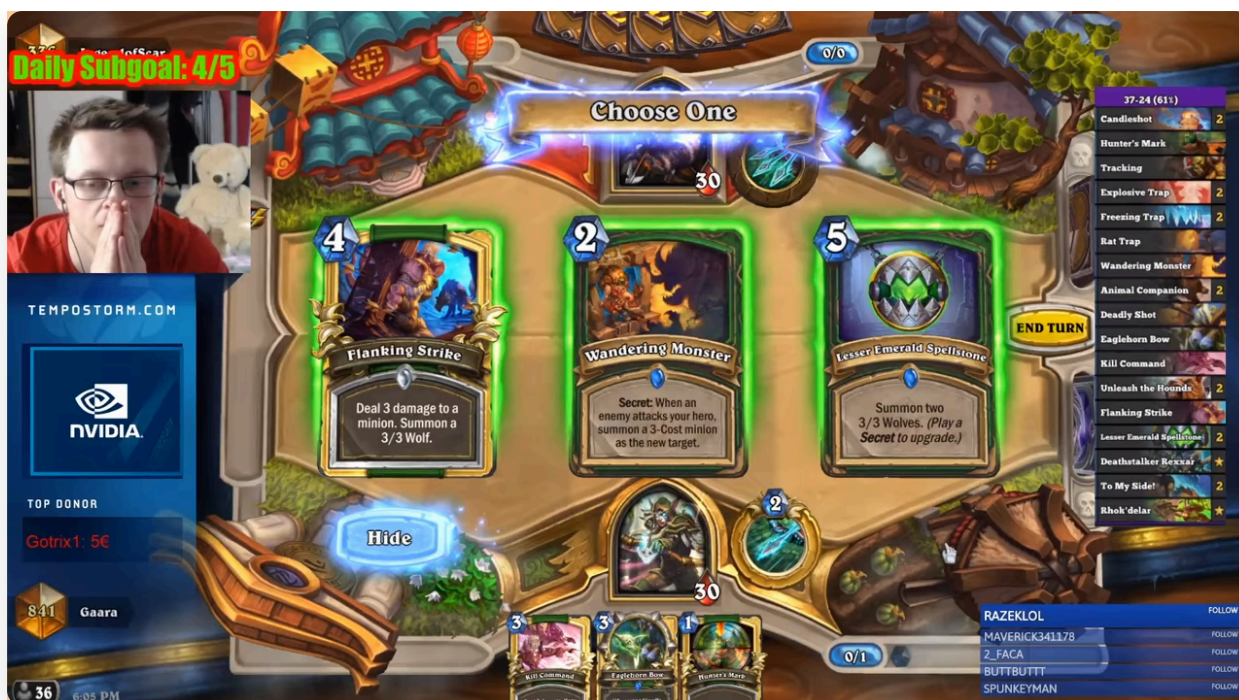 Daily Subgoal: 4/5
0/0
Choose One
30
37-24 (61%)
Candleshot 2
Hunter's Mark
Tracking
Explosive Trap 2
Freezing Trap 2
Rat Trap
Wandering Monster
Animal Companion 2
Deadly Shot
Eaglehorn Bow
Kill Command
Unleash the Hounds 2
Flanking Strike
Lesser Emerald Spellstone 2
Deathstalker Rexxar
To My Side! 2
Rhok'delar
4
Flanking Strike
Deal 3 damage to a
minion. Summon a
3/3 Wolf.
2
Wandering Monster
Secret: When an
enemy attacks your hero,
summon a 3-Cost minion
as the new target.
5
Lesser Emerald Spellstone
Summon two
3/3 Wolves. (Play a
Secret to upgrade.)
END TURN
TEMPOSTORM.COM
NVIDIA.
TOP DONOR
Gotrix1: 5€
Hide
2
30
841 Gaara
3
Kill Command
3
Eaglehorn Bow
1
Hunter's Mark
0/1
36
6:05 PM
RAZEKLOL FOLLOW
MAVERICK341178 FOLLOW
2_FACA FOLLOW
BUTTBUTTT FOLLOW
SPUNKEYMAN FOLLOW